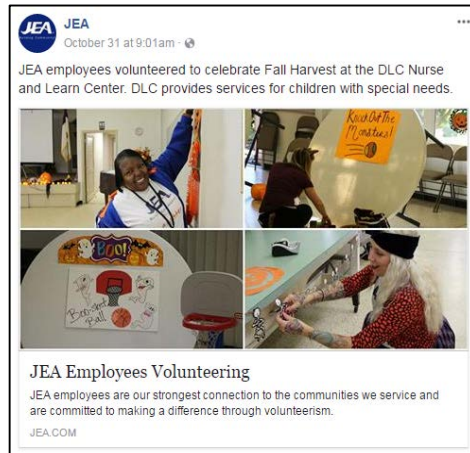 JEA
JEA
October 31 at 9:01am ·
JEA employees volunteered to celebrate Fall Harvest at the DLC Nurse
and Learn Center. DLC provides services for children with special needs.
JEA
Knock Out The
Monsters!
BOO!
Boo-sket
Ball
JEA Employees Volunteering
JEA employees are our strongest connection to the communities we service and
are committed to making a difference through volunteerism.
JEA.COM